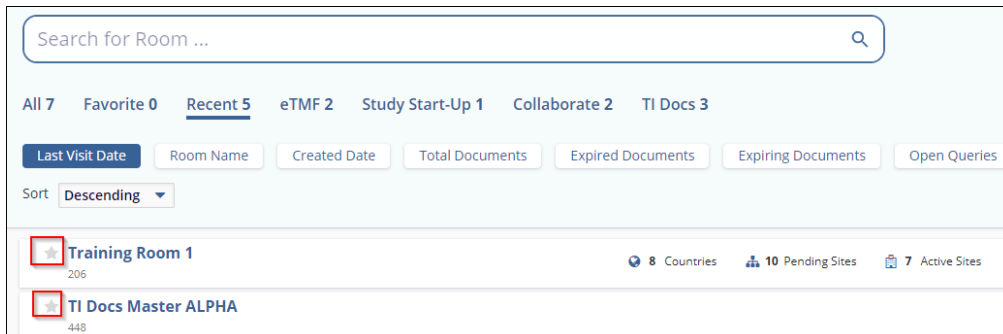 Search for Room ...
All 7 Favorite 0 Recent 5 eTMF 2 Study Start-Up 1 Collaborate 2 TI Docs 3
Last Visit Date Room Name Created Date Total Documents Expired Documents Expiring Documents Open Queries
Sort Descending
Training Room 1
8 Countries 10 Pending Sites 7 Active Sites
206
TI Docs Master ALPHA
448